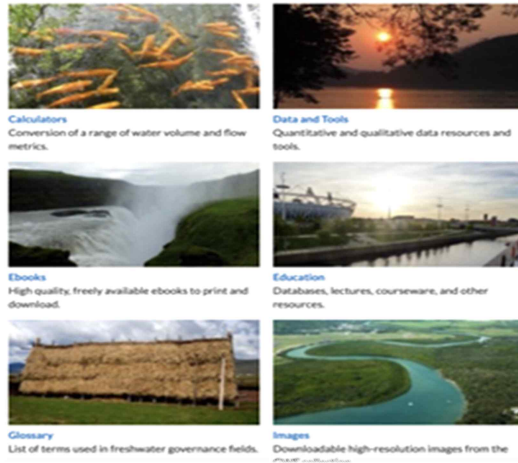 Calculators
Conversion of a range of water volume and flow
metrics.
Data and Tools
Quantitative and qualitative data resources and
tools.
Ebooks
High quality, freely available ebooks to print and
download.
Education
Databases, lectures, courseware, and other
resources.
Glossary
List of terms used in freshwater governance fields.
Images
Downloadable high-resolution images from the